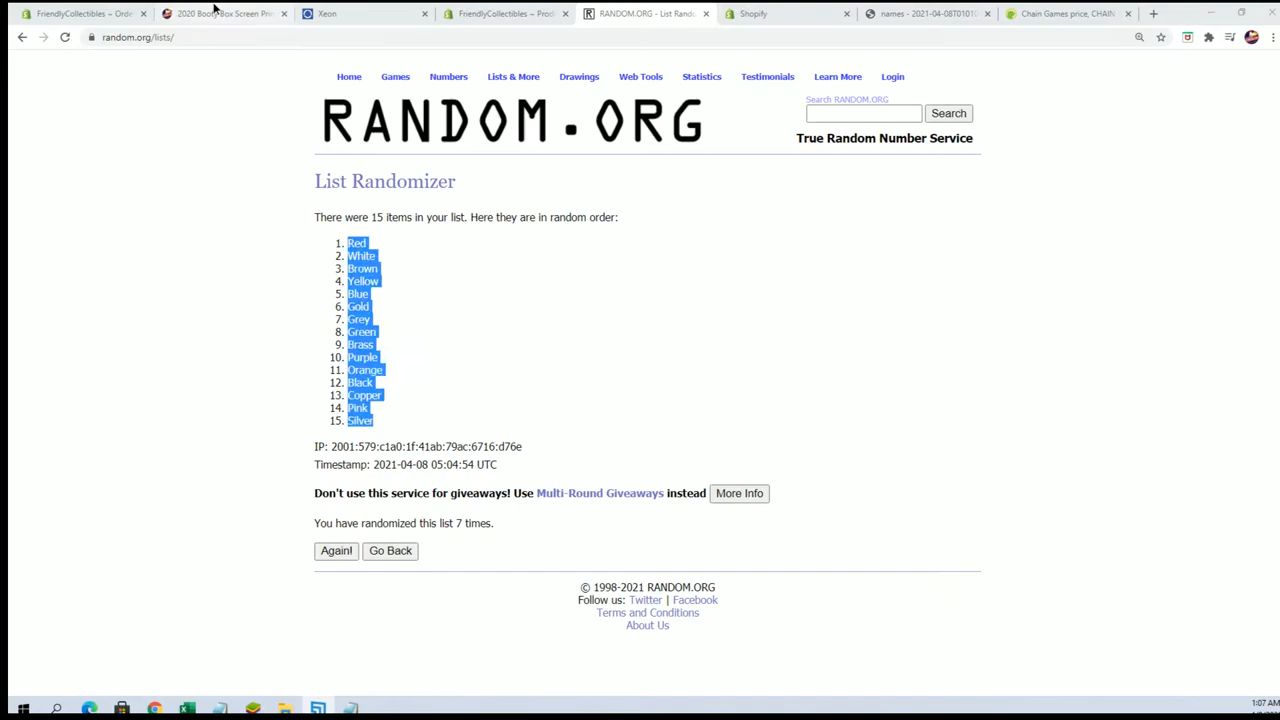 FriendlyCollectibles ~ Orde
2020 Booty Box Screen Prin
Xeon
FriendlyCollectibles ~ Prod
RANDOM.ORG - List Rando
Shopify
names - 2021-04-08T0101
Chain Games price, CHAIN
random.org/lists/
Home Games Numbers Lists & More Drawings Web Tools Statistics Testimonials Learn More Login
RANDOM.ORG
Search RANDOM.ORG
Search
True Random Number Service
List Randomizer
There were 15 items in your list. Here they are in random order:
1. Red
2. White
3. Brown
4. Yellow
5. Blue
6. Gold
7. Grey
8. Green
9. Brass
10. Purple
11. Orange
12. Black
13. Copper
14. Pink
15. Silver
IP: 2001:579:c1a0:1f:41ab:79ac:6716:d76e
Timestamp: 2021-04-08 05:04:54 UTC
Don't use this service for giveaways! Use Multi-Round Giveaways instead More Info
You have randomized this list 7 times.
Again! Go Back
© 1998-2021 RANDOM.ORG
Follow us: Twitter | Facebook
Terms and Conditions
About Us
1:07 AM